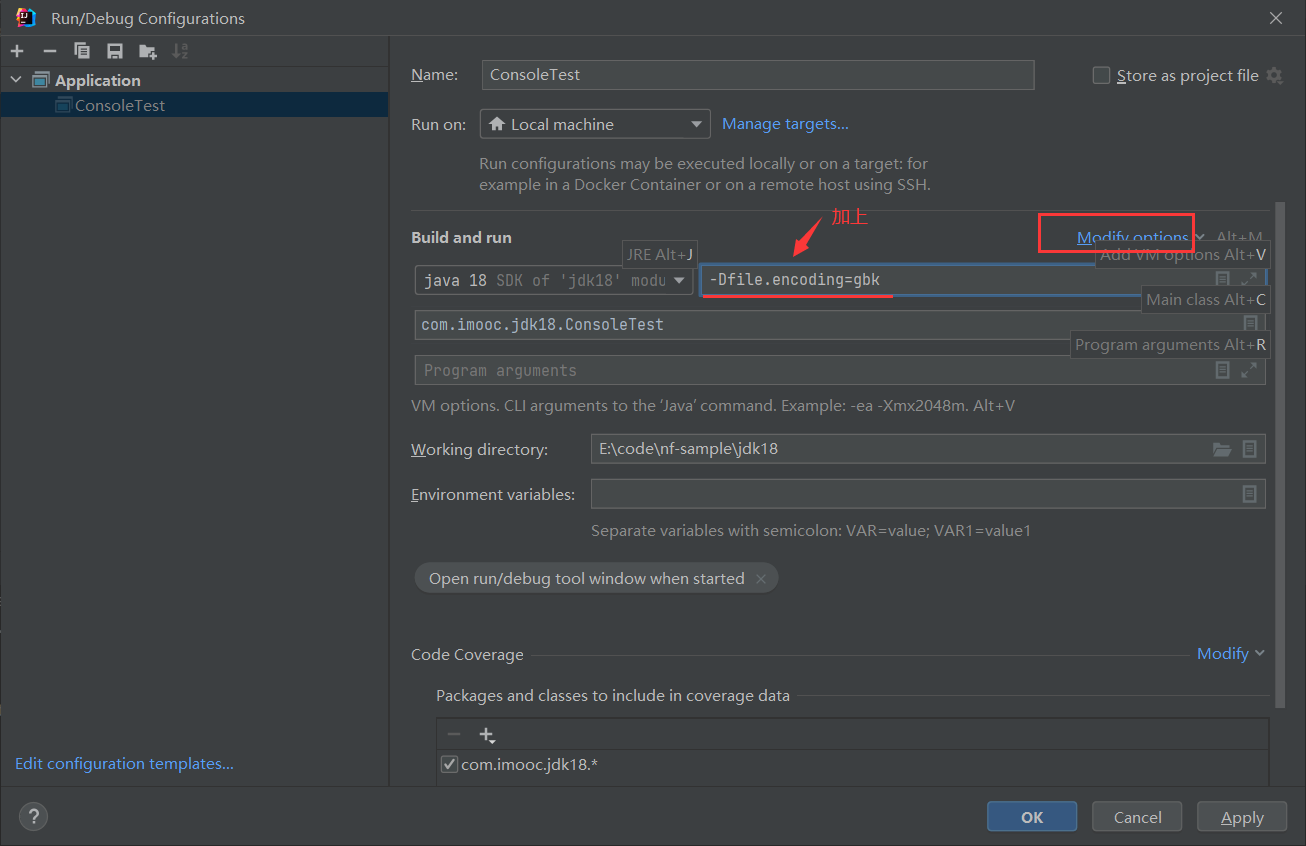 Run/Debug Configurations
Application
ConsoleTest
Name: ConsoleTest
Store as project file
Run on: Local machine Manage targets...
Run configurations may be executed locally or on a target: for
example in a Docker Container or on a remote host using SSH.
加上
Build and run
Modify options Alt+M
JRE Alt+J
Add VM options Alt+V
java 18 SDK of 'jdk18' modu
-Dfile.encoding=gbk
Main class Alt+C
com.imooc.jdk18.ConsoleTest
Program arguments Alt+R
Program arguments
VM options. CLI arguments to the ‘Java’ command. Example: -ea -Xmx2048m. Alt+V
Working directory: E:\code\nf-sample\jdk18
Environment variables:
Separate variables with semicolon: VAR=value; VAR1=value1
Open run/debug tool window when started
Code Coverage Modify
Packages and classes to include in coverage data
com.imooc.jdk18.*
Edit configuration templates...
? OK Cancel Apply